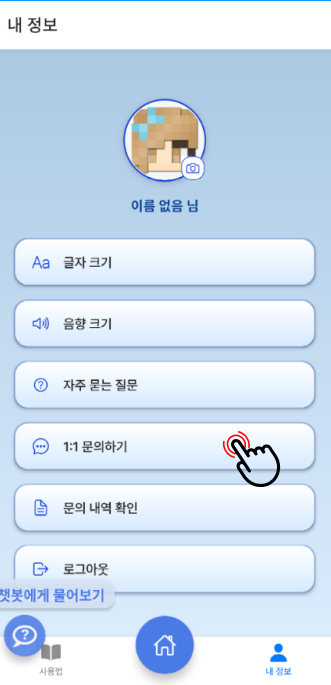 내 정보
이름 없음 님
Aa 글자 크기
음향 크기
? 자주 묻는 질문
1:1 문의하기
문의 내역 확인
로그아웃
챗봇에게 물어보기
?
사용법
내 정보